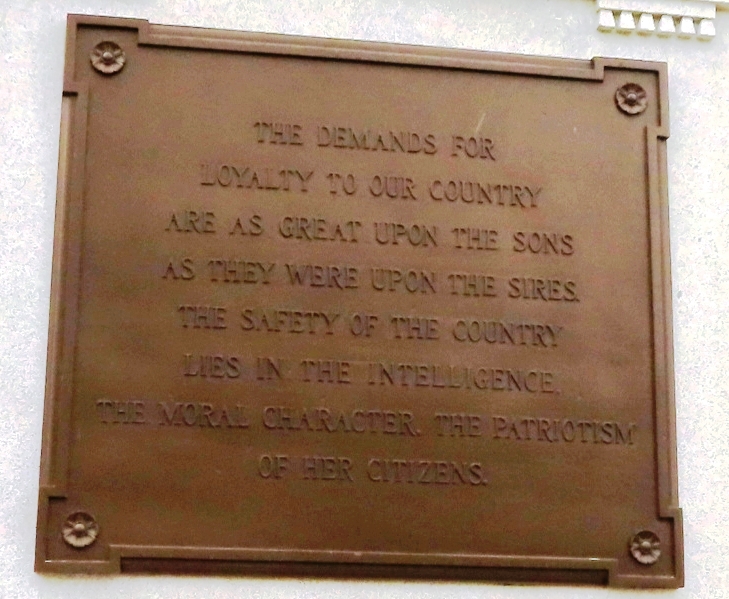 THE DEMANDS FOR
LOYALTY TO OUR COUNTRY
ARE AS GREAT UPON THE SONS
AS THEY WERE UPON THE SIRES.
THE SAFETY OF THE COUNTRY
LIES IN THE INTELLIGENCE,
THE MORAL CHARACTER, THE PATRIOTISM
OF HER CITIZENS.